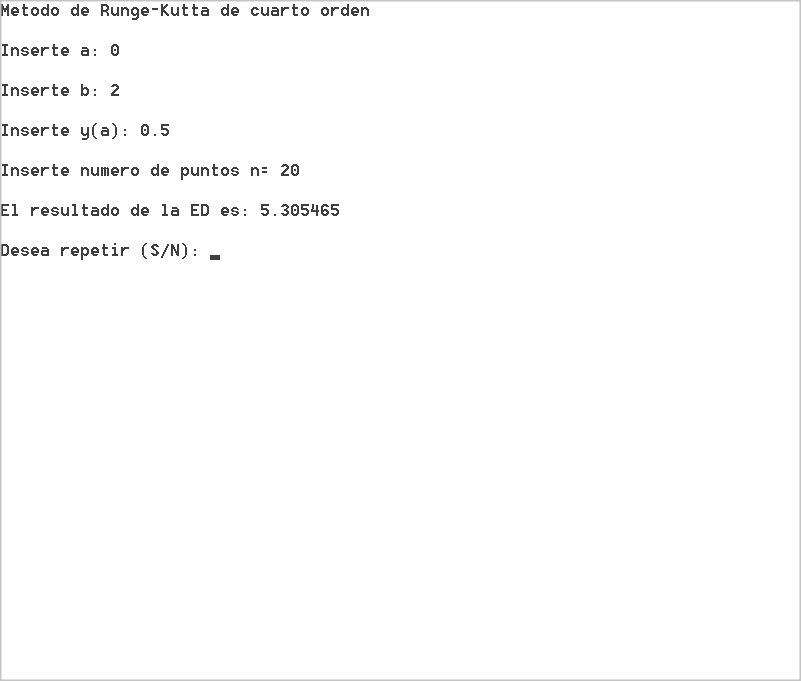 Metodo de Runge-Kutta de cuarto orden
Inserte a: 0
Inserte b: 2
Inserte y(a): 0.5
Inserte numero de puntos n= 20
El resultado de la ED es: 5.305465
Desea repetir (S/N): _